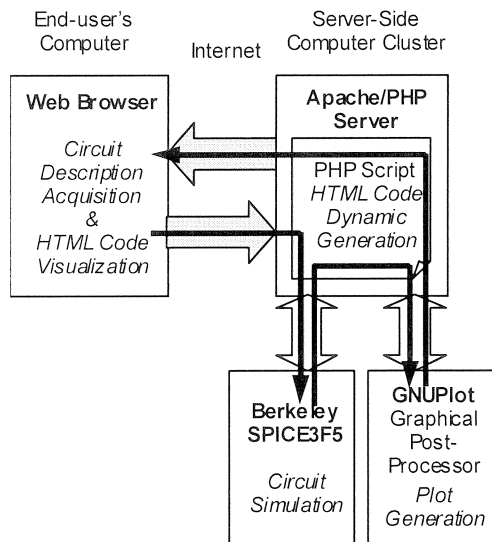 End-user's
Computer
Internet
Server-Side
Computer Cluster
Web Browser
Circuit
Description
Acquisition
&
HTML Code
Visualization
Apache/PHP
Server
PHP Script
HTML Code
Dynamic
Generation
Berkeley
SPICE3F5
Circuit
Simulation
GNUPlot
Graphical
Post-
Processor
Plot
Generation